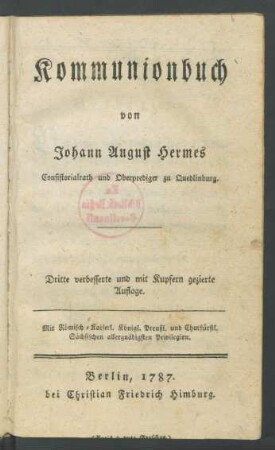 Kommunionbuch
von
Johann August Hermes
Consistorialrath und Oberprediger zu Quedlinburg.
Dritte verbesserte und mit Kupfern gezierte
Auflage.
Mit Römisch-Kaiserl. Königl. Preuß. und Churfürstl.
Sächsischen allergnädigsten Privilegien.
Berlin, 1787.
bei Christian Friedrich Himburg.